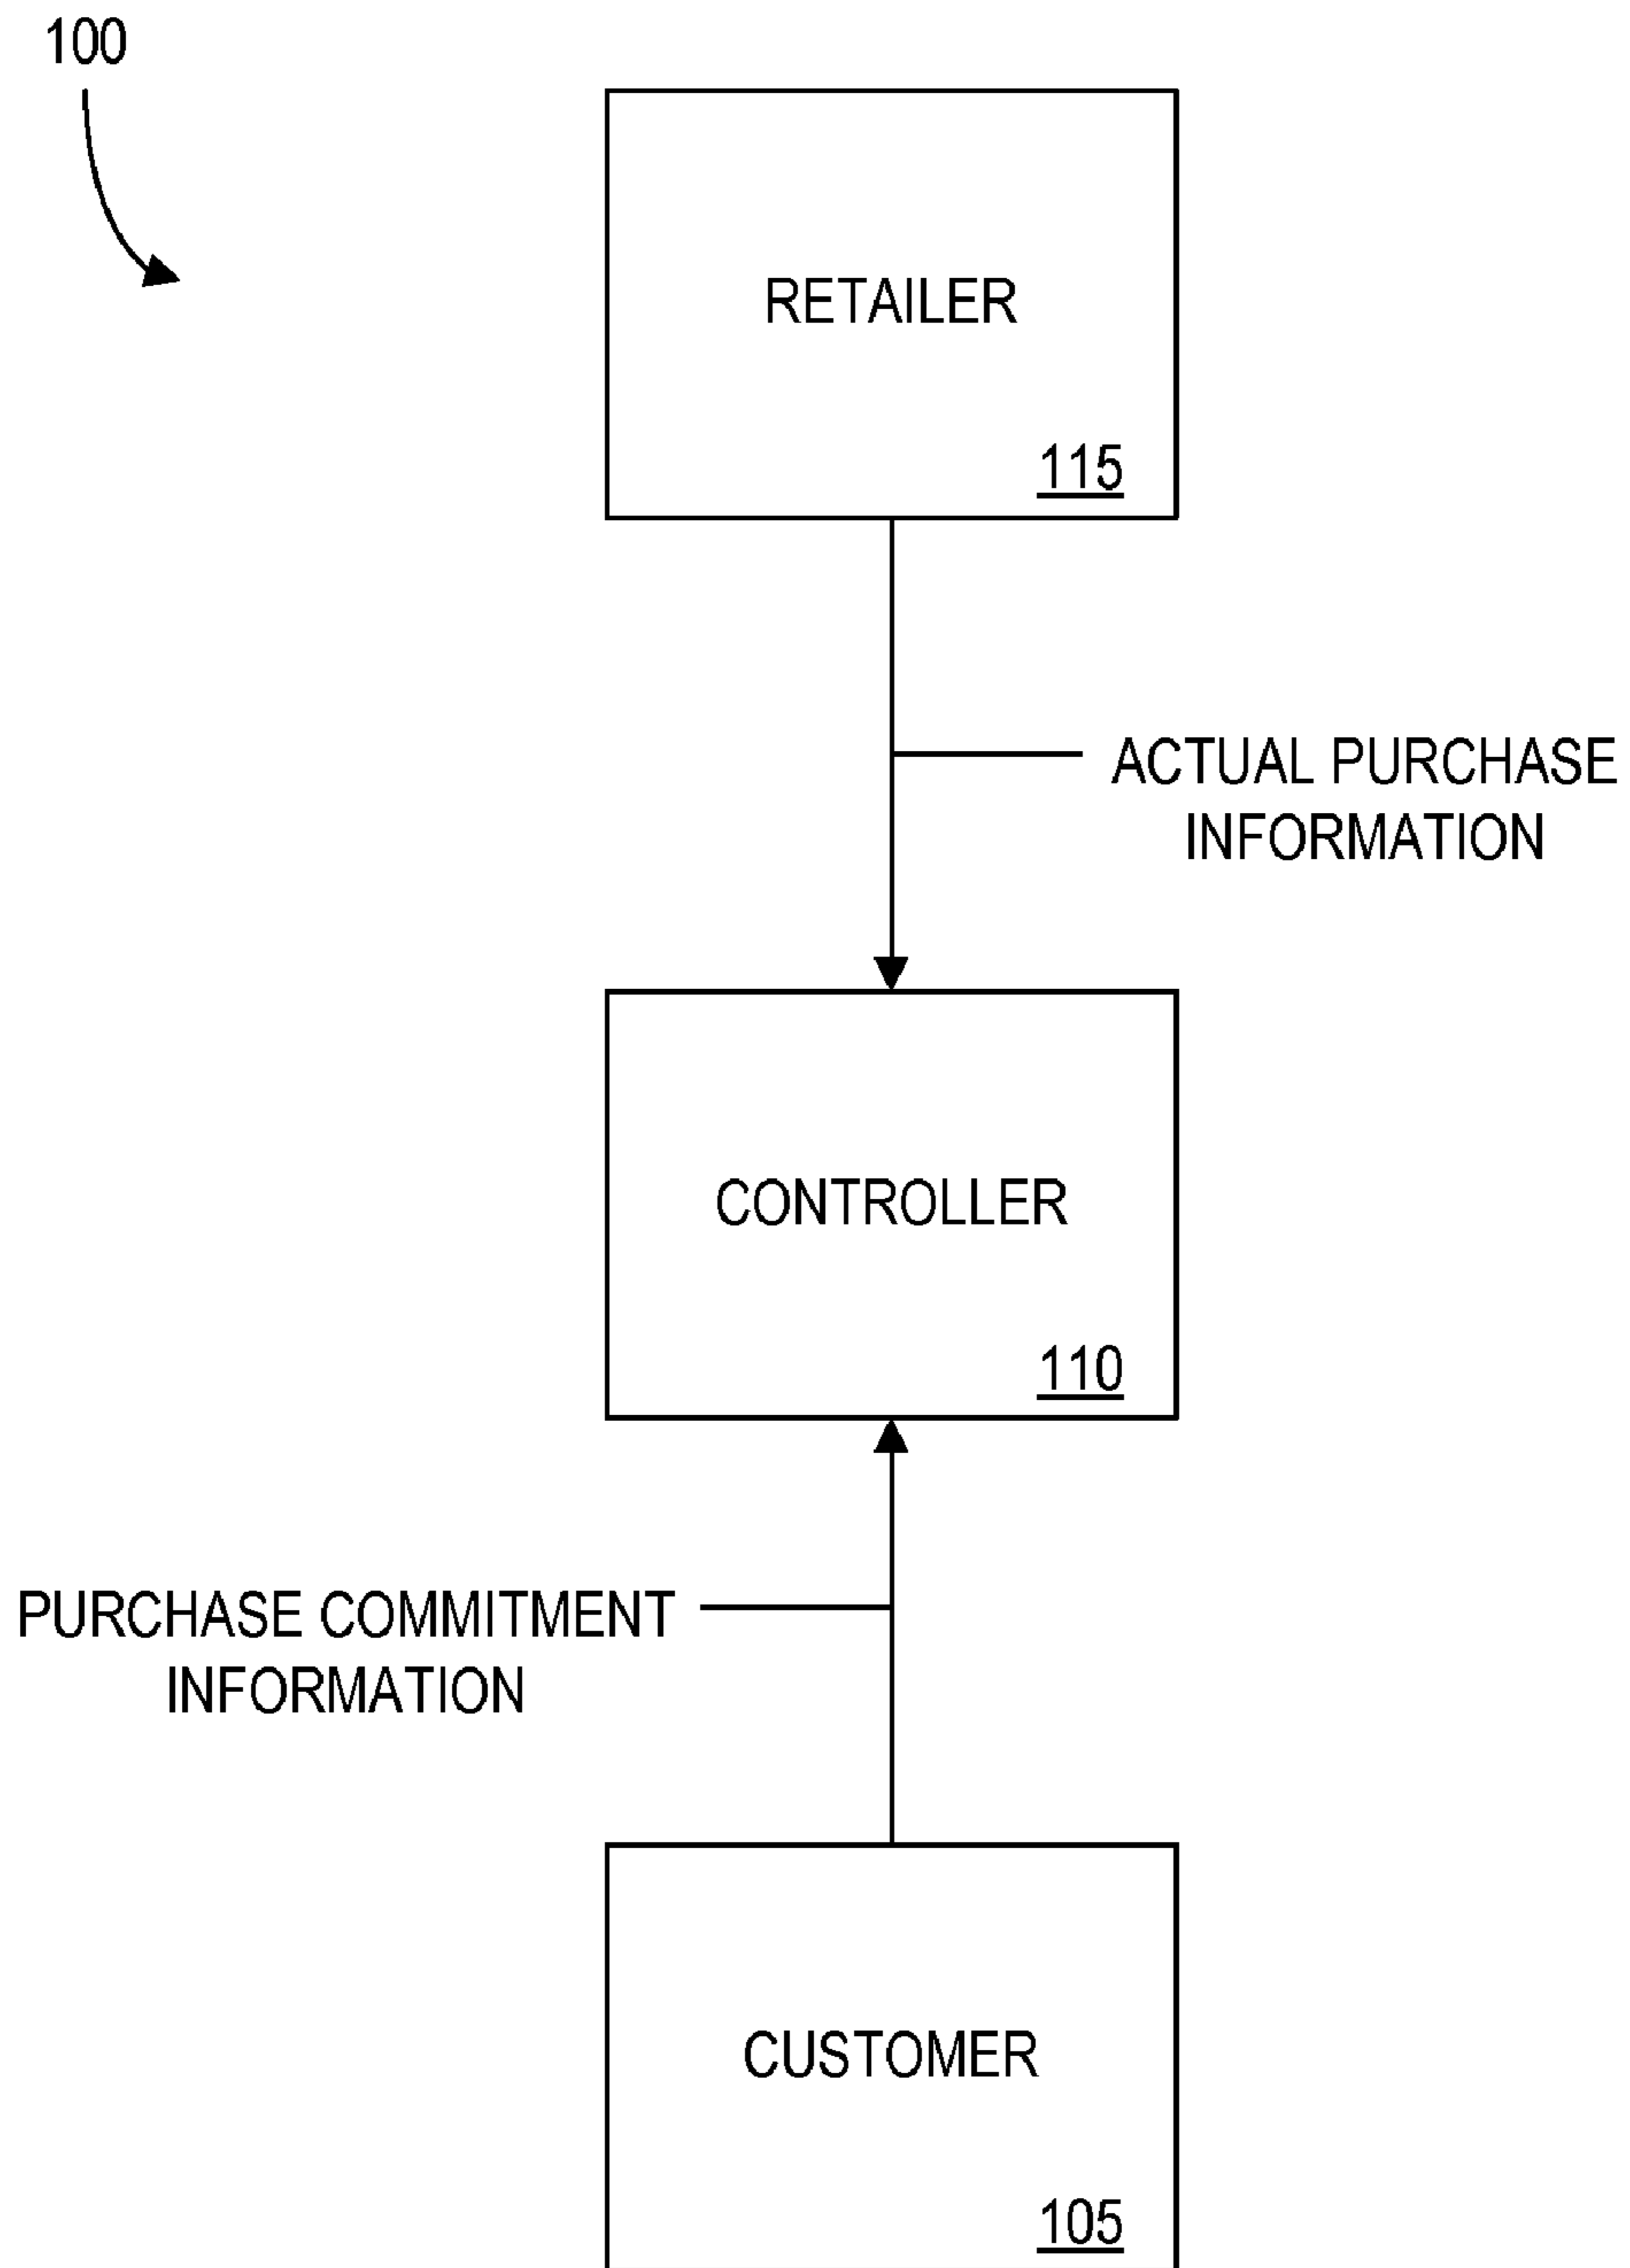 100
RETAILER
115
ACTUAL PURCHASE
INFORMATION
CONTROLLER
110
PURCHASE COMMITMENT
INFORMATION
CUSTOMER
105